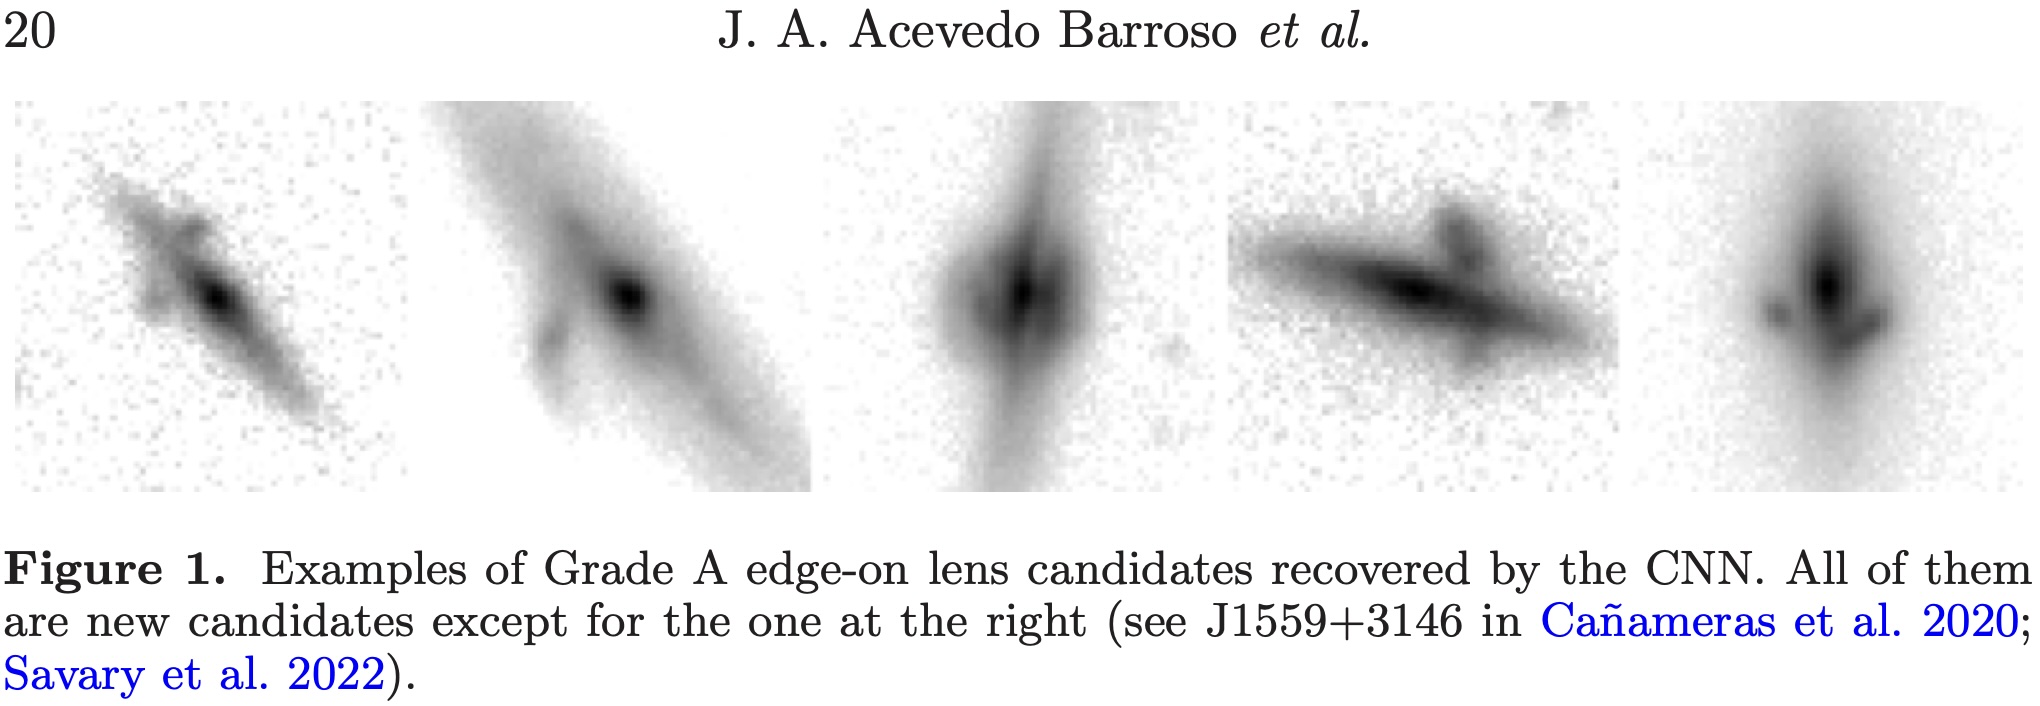 20
J. A. Acevedo Barroso et al.
Figure 1. Examples of Grade A edge-on lens candidates recovered by the CNN. All of them
are new candidates except for the one at the right (see J1559+3146 in Cañameras et al. 2020;
Savary et al. 2022).